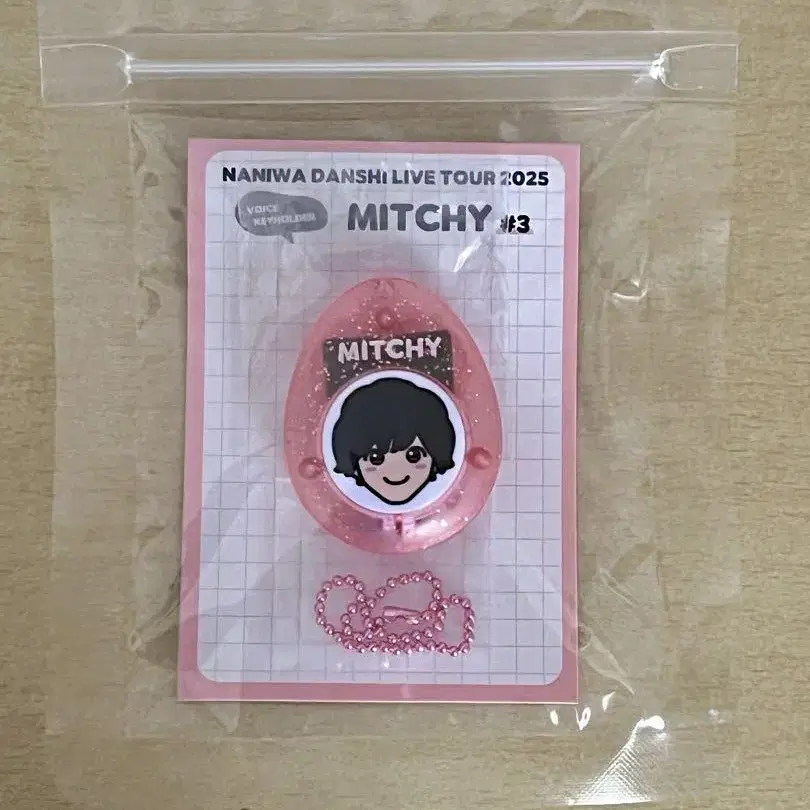 NANIWA DANSHI LIVE TOUR 2025
VOICE
KEYHOLDER
MITCHY #3
MITCHY